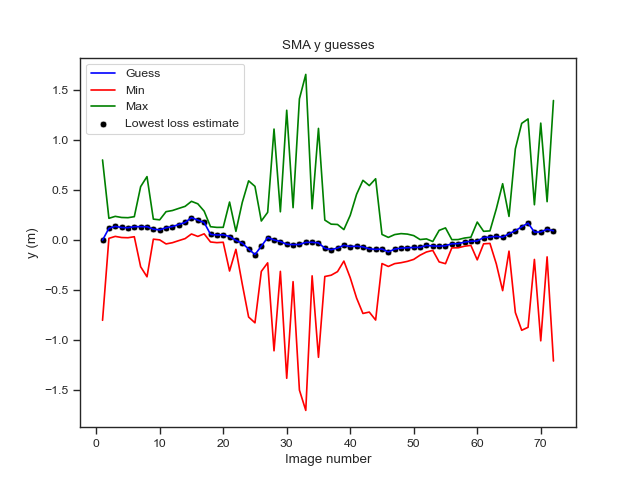 SMA y guesses
Guess
Min
Max
Lowest loss estimate
y (m)
1.5
1.0
0.5
0.0
−0.5
−1.0
−1.5
0 10 20 30 40 50 60 70
Image number